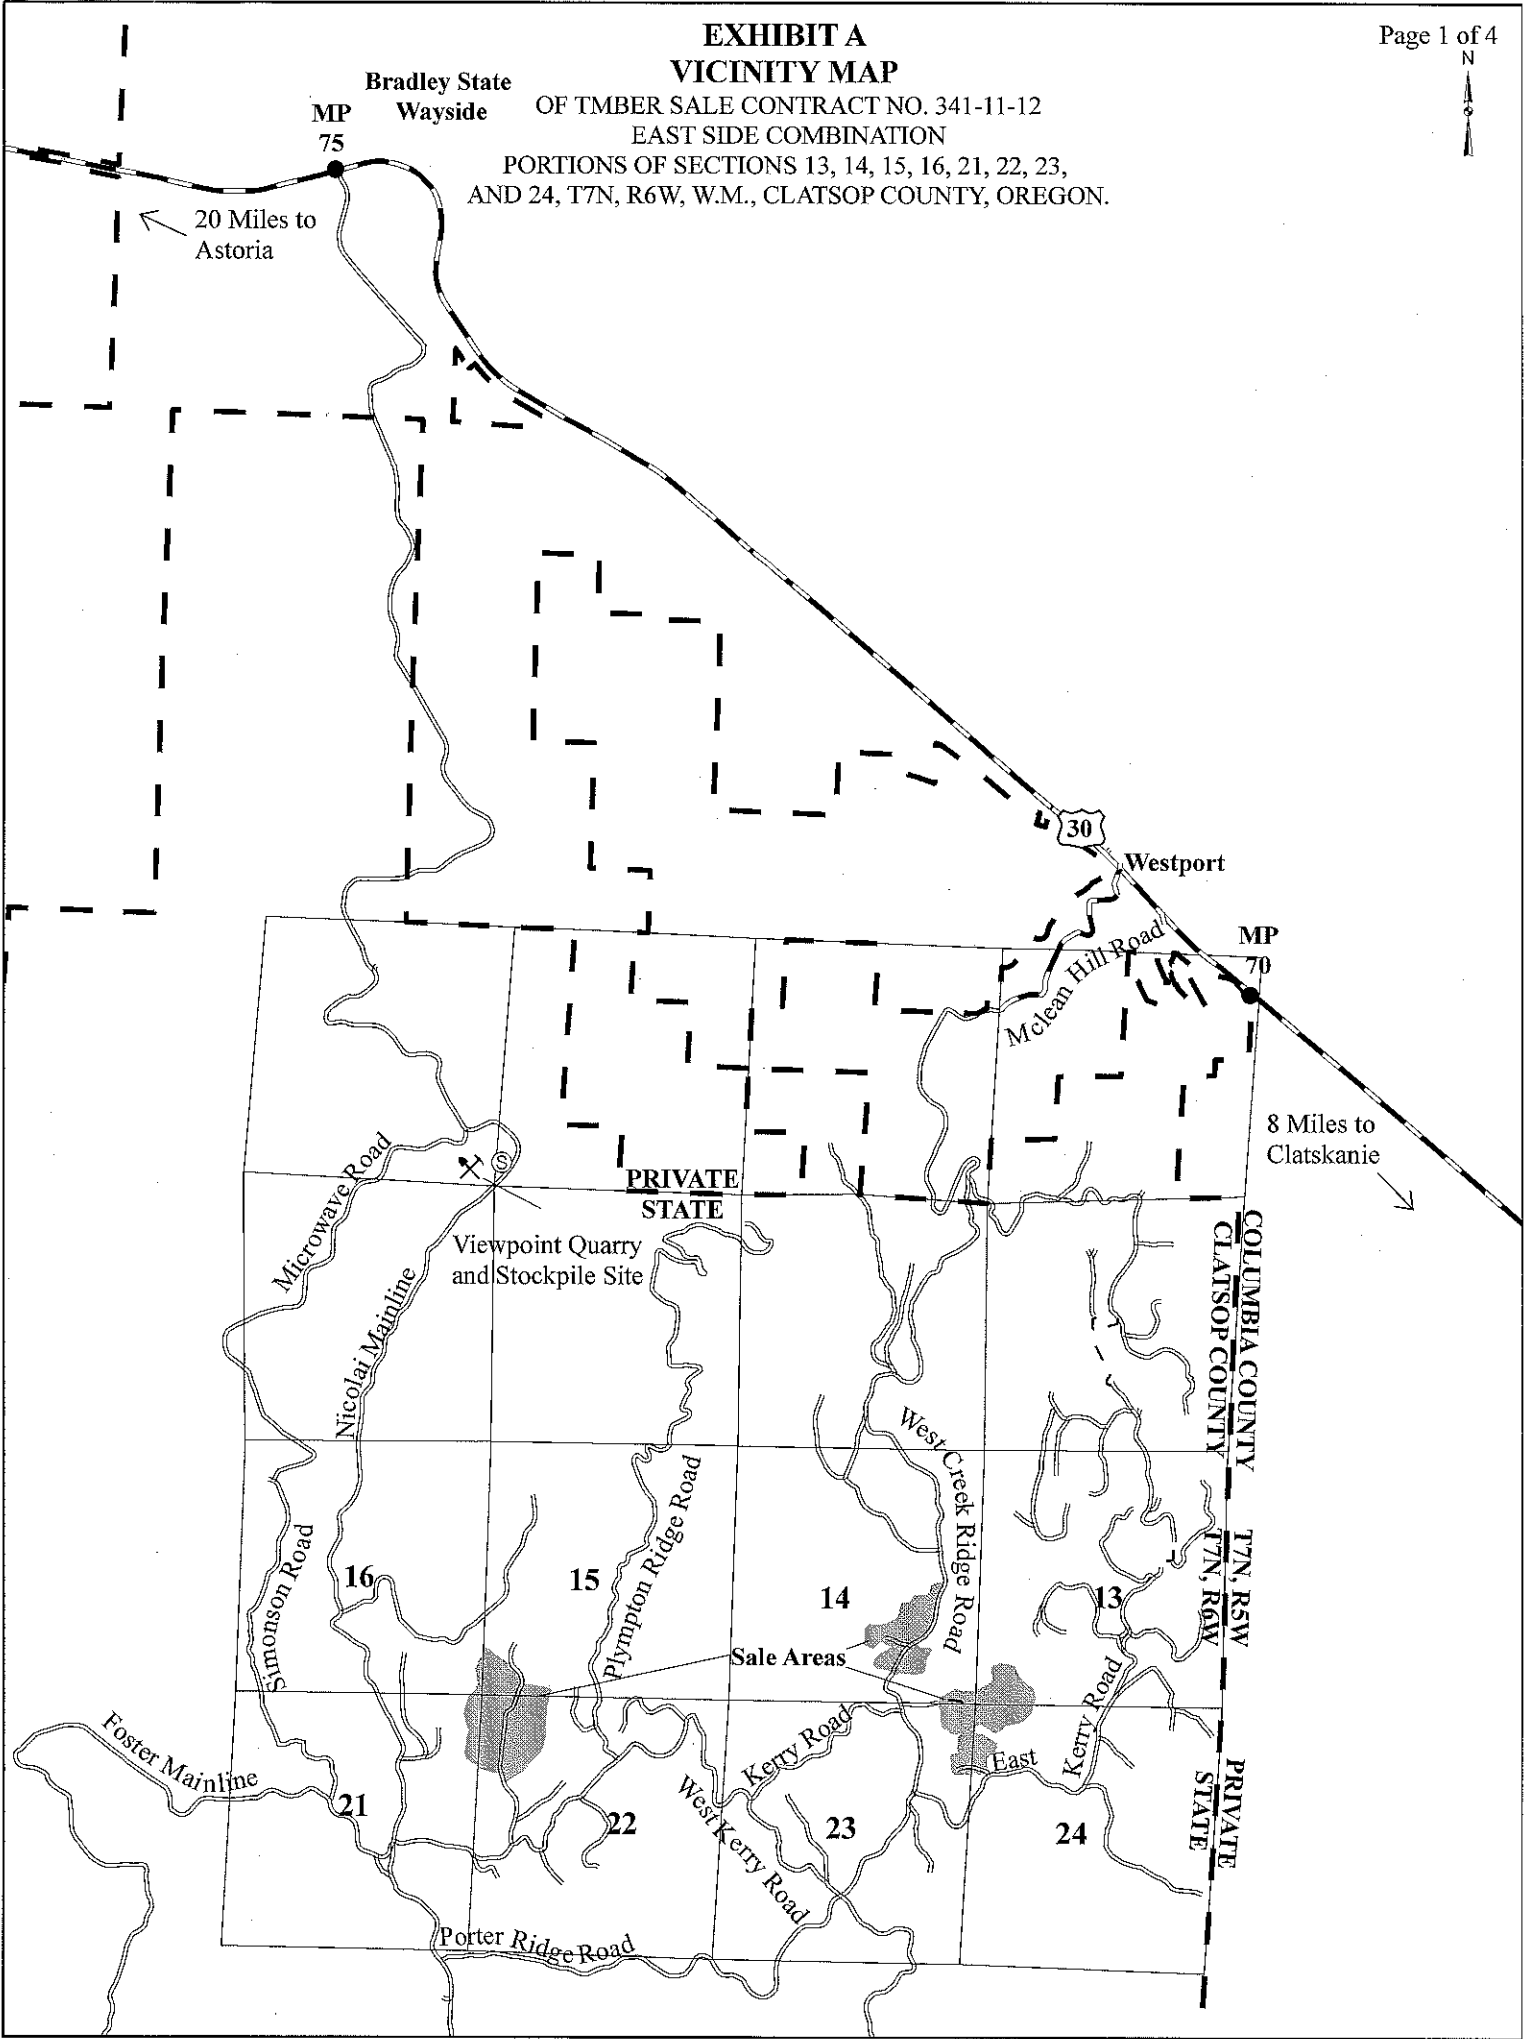 EXHIBIT A
VICINITY MAP
OF TMBER SALE CONTRACT NO. 341-11-12
EAST SIDE COMBINATION
PORTIONS OF SECTIONS 13, 14, 15, 16, 21, 22, 23,
AND 24, T7N, R6W, W.M., CLATSOP COUNTY, OREGON.
Page 1 of 4
N
Bradley State
Wayside
MP
75
20 Miles to
Astoria
30
Westport
MP
70
Mclean Hill Road
8 Miles to
Clatskanie
PRIVATE
STATE
S
Viewpoint Quarry
and Stockpile Site
Microwave Road
Nicolai Mainline
COLUMBIA COUNTY
CLATSOP COUNTY
West Creek Ridge Road
Plympton Ridge Road
Simonson Road
T7N, R5W
T7N, R6W
16
15
14
13
Sale Areas
Foster Mainline
Kerry Road
East
Kerry Road
West Kerry Road
PRIVATE
STATE
21
22
23
24
Porter Ridge Road